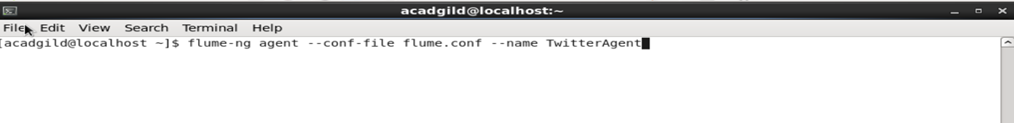 acadgild@localhost:~
File Edit View Search Terminal Help
[acadgild@localhost ~]$ flume-ng agent --conf-file flume.conf --name TwitterAgent